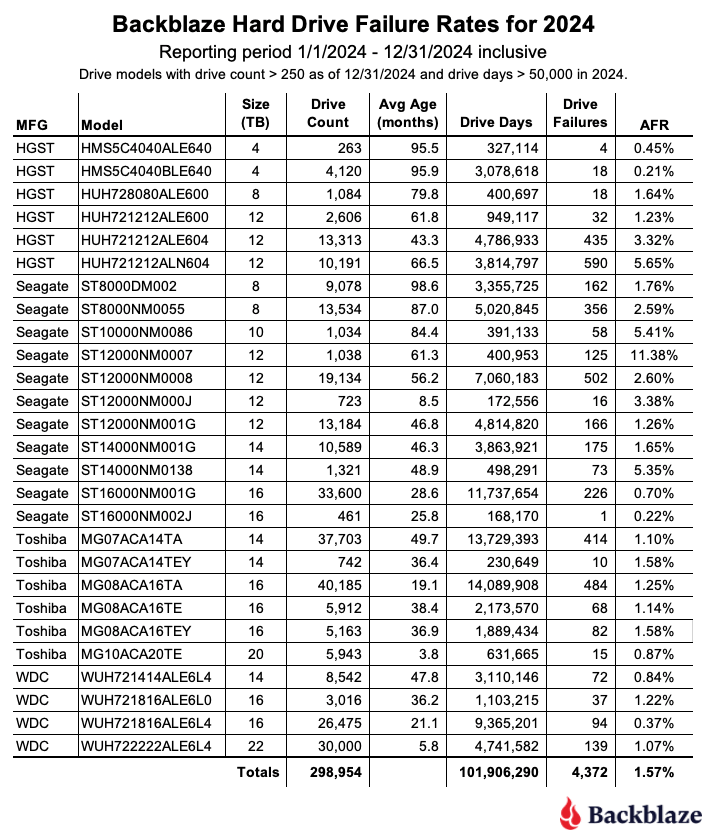 Backblaze Hard Drive Failure Rates for 2024
Reporting period 1/1/2024 - 12/31/2024 inclusive
Drive models with drive count > 250 as of 12/31/2024 and drive days > 50,000 in 2024.
MFG Model Size (TB) Drive Count Avg Age (months) Drive Days Drive Failures AFR
HGST HMS5C4040ALE640 4 263 95.5 327,114 4 0.45%
HGST HMS5C4040BLE640 4 4,120 95.9 3,078,618 18 0.21%
HGST HUH728080ALE600 8 1,084 79.8 400,697 18 1.64%
HGST HUH721212ALE600 12 2,606 61.8 949,117 32 1.23%
HGST HUH721212ALE604 12 13,313 43.3 4,786,933 435 3.32%
HGST HUH721212ALN604 12 10,191 66.5 3,814,797 590 5.65%
Seagate ST8000DM002 8 9,078 98.6 3,355,725 162 1.76%
Seagate ST8000NM0055 8 13,534 87.0 5,020,845 356 2.59%
Seagate ST10000NM0086 10 1,034 84.4 391,133 58 5.41%
Seagate ST12000NM0007 12 1,038 61.3 400,953 125 11.38%
Seagate ST12000NM0008 12 19,134 56.2 7,060,183 502 2.60%
Seagate ST12000NM000J 12 723 8.5 172,556 16 3.38%
Seagate ST12000NM001G 12 13,184 46.8 4,814,820 166 1.26%
Seagate ST14000NM001G 14 10,589 46.3 3,863,921 175 1.65%
Seagate ST14000NM0138 14 1,321 48.9 498,291 73 5.35%
Seagate ST16000NM001G 16 33,600 28.6 11,737,654 226 0.70%
Seagate ST16000NM002J 16 461 25.8 168,170 1 0.22%
Toshiba MG07ACA14TA 14 37,703 49.7 13,729,393 414 1.10%
Toshiba MG07ACA14TEY 14 742 36.4 230,649 10 1.58%
Toshiba MG08ACA16TA 16 40,185 19.1 14,089,908 484 1.25%
Toshiba MG08ACA16TE 16 5,912 38.4 2,173,570 68 1.14%
Toshiba MG08ACA16TEY 16 5,163 36.9 1,889,434 82 1.58%
Toshiba MG10ACA20TE 20 5,943 3.8 631,665 15 0.87%
WDC WUH721414ALE6L4 14 8,542 47.8 3,110,146 72 0.84%
WDC WUH721816ALE6L0 16 3,016 36.2 1,103,215 37 1.22%
WDC WUH721816ALE6L4 16 26,475 21.1 9,365,201 94 0.37%
WDC WUH722222ALE6L4 22 30,000 5.8 4,741,582 139 1.07%
Totals 298,954 101,906,290 4,372 1.57%
Backblaze